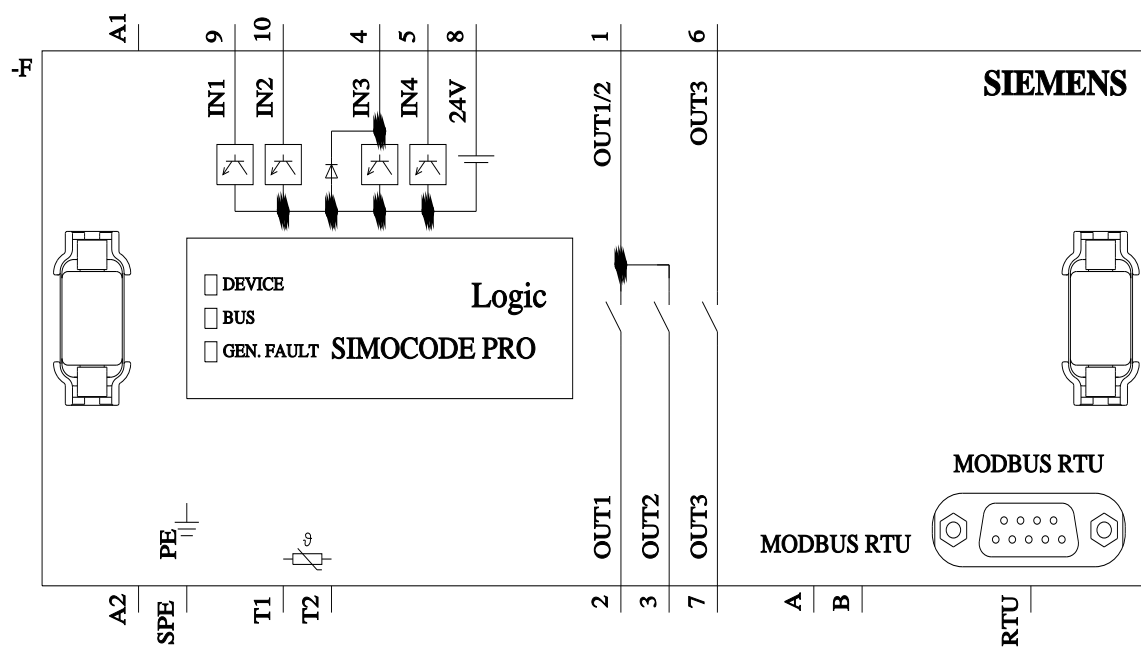 A1
9
10
4
5
8
1
6
-F
IN1
IN2
IN3
IN4
24V
OUT1/2
OUT3
SIEMENS
DEVICE
BUS
GEN. FAULT
Logic
SIMOCODE PRO
MODBUS RTU
PE
ϑ
OUT1
OUT2
OUT3
MODBUS RTU
A2
SPE
T1
T2
2
3
7
A
B
RTU